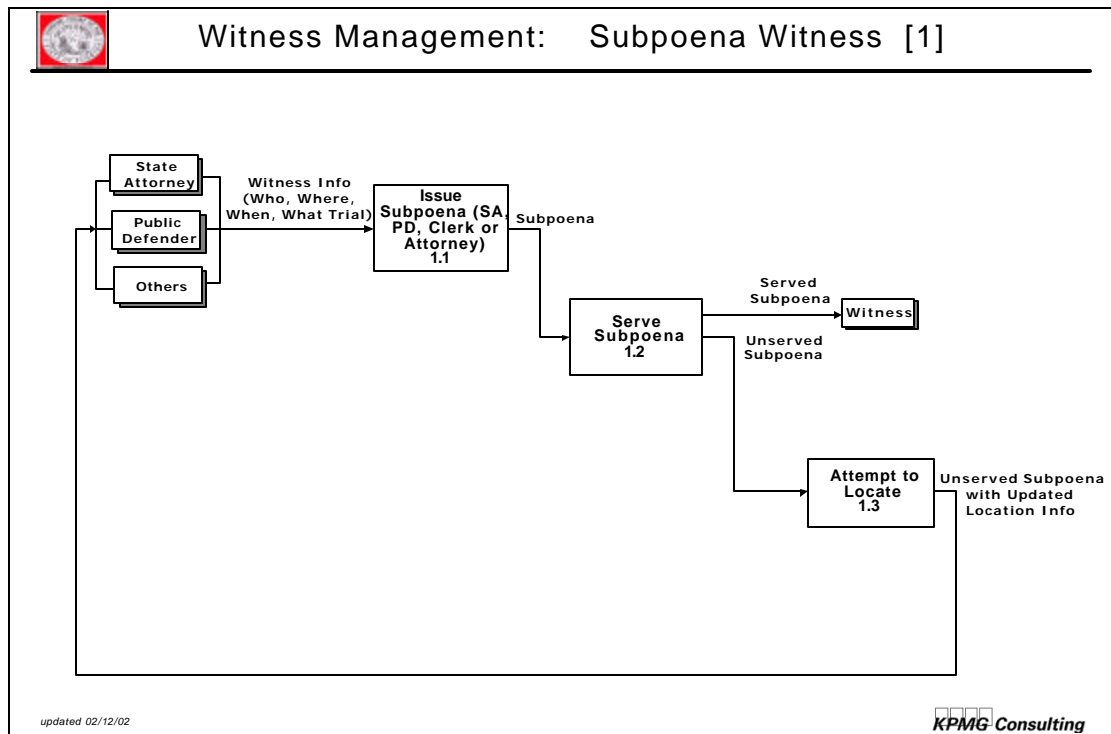 Witness Management: Subpoena Witness [1]
State
Attorney
Public
Defender
Others
Witness Info
(Who, Where,
When, What Trial)
Issue
Subpoena (SA,
PD, Clerk or
Attorney)
1.1
Subpoena
Serve
Subpoena
1.2
Served
Subpoena
Witness
Unserved
Subpoena
Attempt to
Locate
1.3
Unserved Subpoena
with Updated
Location Info
updated 02/12/02
KPMG Consulting